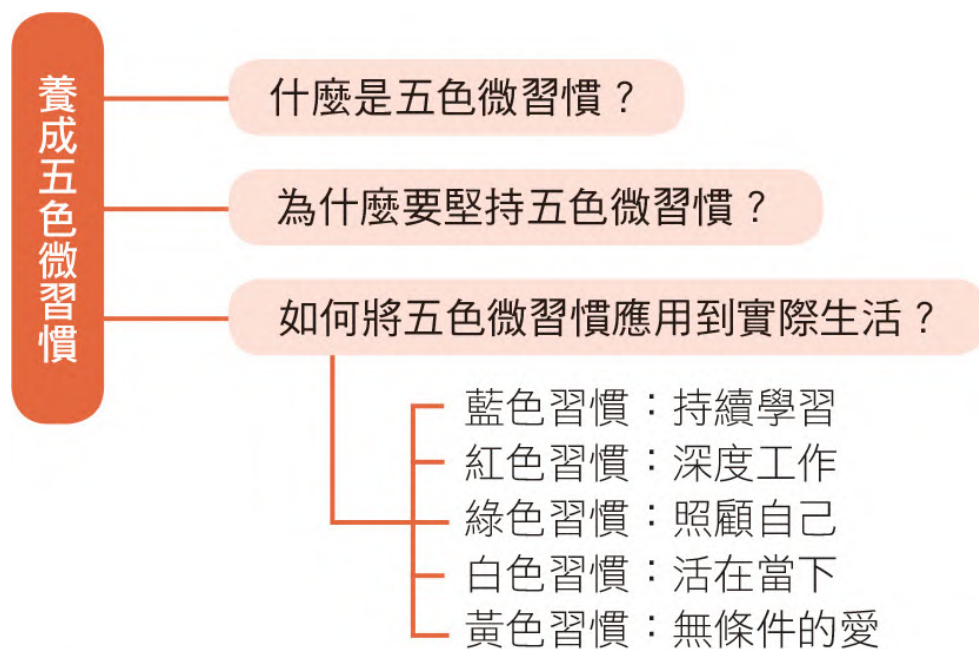 養成五色微習慣
什麼是五色微習慣？
為什麼要堅持五色微習慣？
如何將五色微習慣應用到實際生活？
藍色習慣：持續學習
紅色習慣：深度工作
綠色習慣：照顧自己
白色習慣：活在當下
黃色習慣：無條件的愛